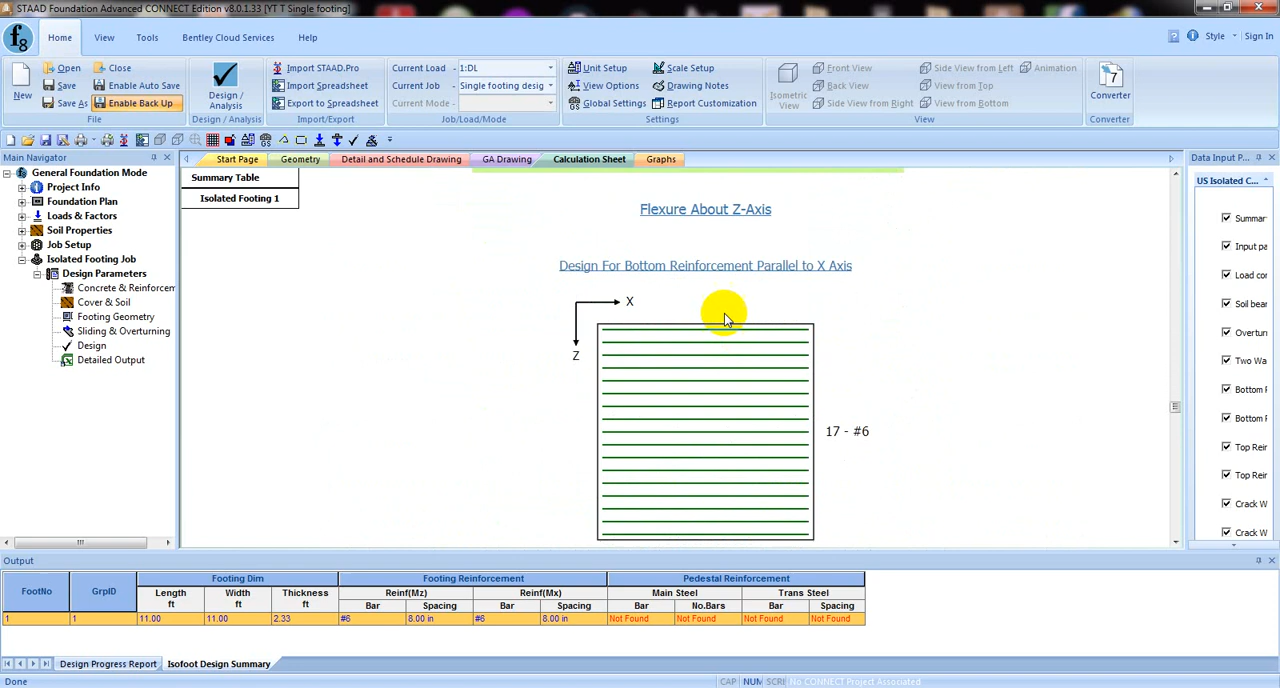 STAAD Foundation Advanced CONNECT Edition v8.0.1.33 [YT T Single footing]
Home View Tools Bentley Cloud Services Help
Style Sign In
New
Open
Save
Save As
Close
Enable Auto Save
Enable Back Up
File
Design / Analysis
Design / Analysis
Import STAAD.Pro
Import Spreadsheet
Export to Spreadsheet
Import/Export
Current Load - 1:DL
Current Job - Single footing desig
Current Mode -
Job/Load/Mode
Unit Setup
View Options
Global Settings
Scale Setup
Drawing Notes
Report Customization
Settings
Isometric View
Front View
Back View
Side View from Right
Side View from Left
View from Top
View from Bottom
Animation
View
7
Converter
Converter
Main Navigator
General Foundation Mode
Project Info
Foundation Plan
Loads & Factors
Soil Properties
Job Setup
Isolated Footing Job
Design Parameters
Concrete & Reinforcem
Cover & Soil
Footing Geometry
Sliding & Overturning
Design
Detailed Output
Start Page Geometry Detail and Schedule Drawing GA Drawing Calculation Sheet Graphs
Summary Table
Isolated Footing 1
Flexure About Z-Axis
Design For Bottom Reinforcement Parallel to X Axis
X
Z
17 - #6
Data Input P...
US Isolated C...
Summar
Input pa
Load cor
Soil bear
Overturn
Two Wa
Bottom F
Bottom F
Top Reir
Top Reir
Crack W
Crack W
Output
FootNo GrpID Footing Dim Footing Reinforcement Pedestal Reinforcement
Length ft Width ft Thickness ft Reinf(Mz) Reinf(Mx) Main Steel Trans Steel
Bar Spacing Bar Spacing Bar No.Bars Bar Spacing
1 1 11.00 11.00 2.33 #6 8.00 in #6 8.00 in Not Found Not Found Not Found Not Found
Design Progress Report Isofoot Design Summary
Done CAP NUM SCRI No CONNECT Project Associated